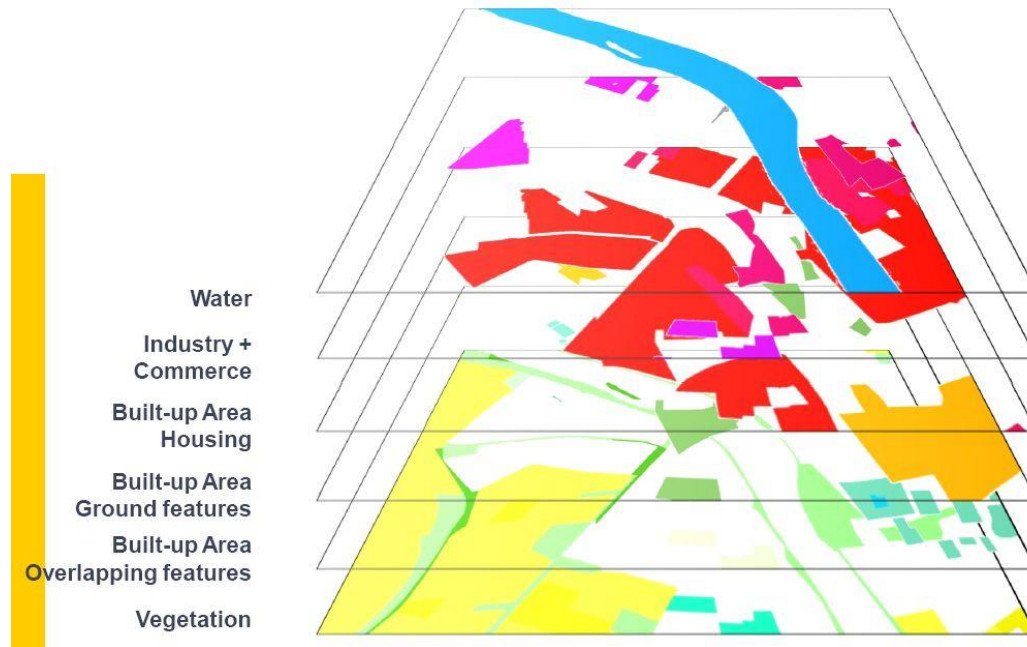 Water
Industry +
Commerce
Built-up Area
Housing
Built-up Area
Ground features
Built-up Area
Overlapping features
Vegetation